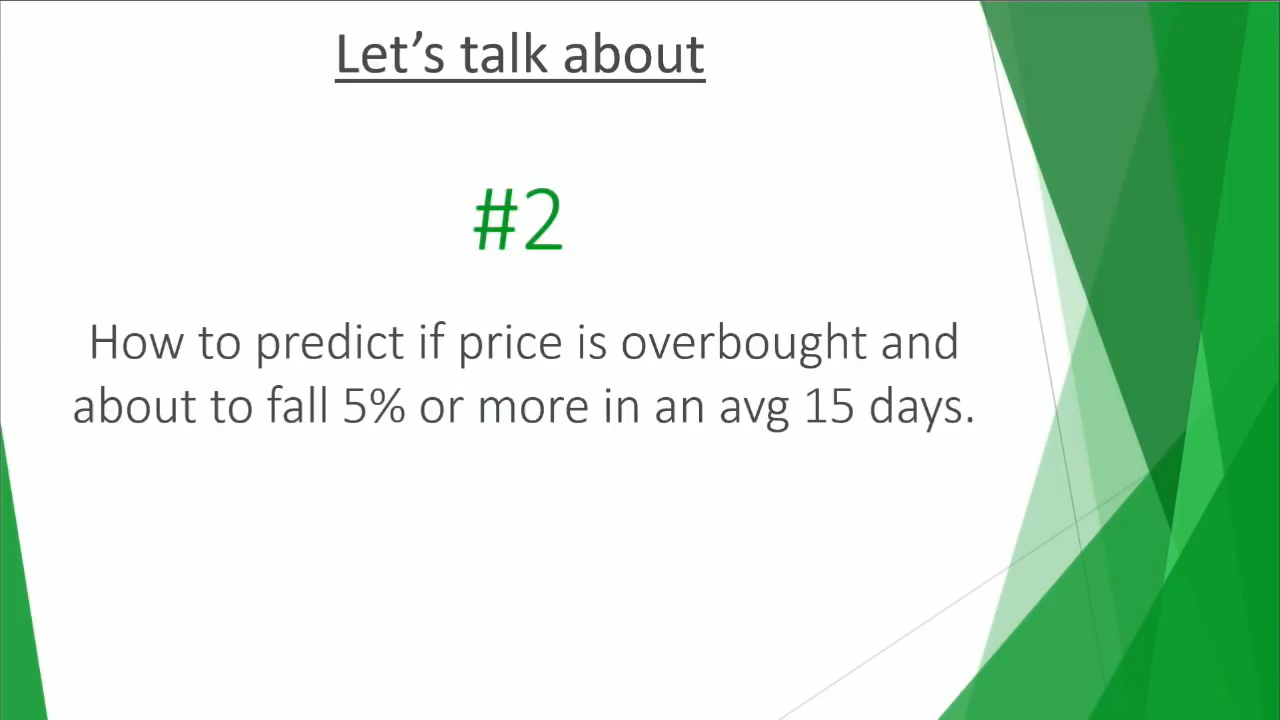 Let’s talk about
#2
How to predict if price is overbought and
about to fall 5% or more in an avg 15 days.